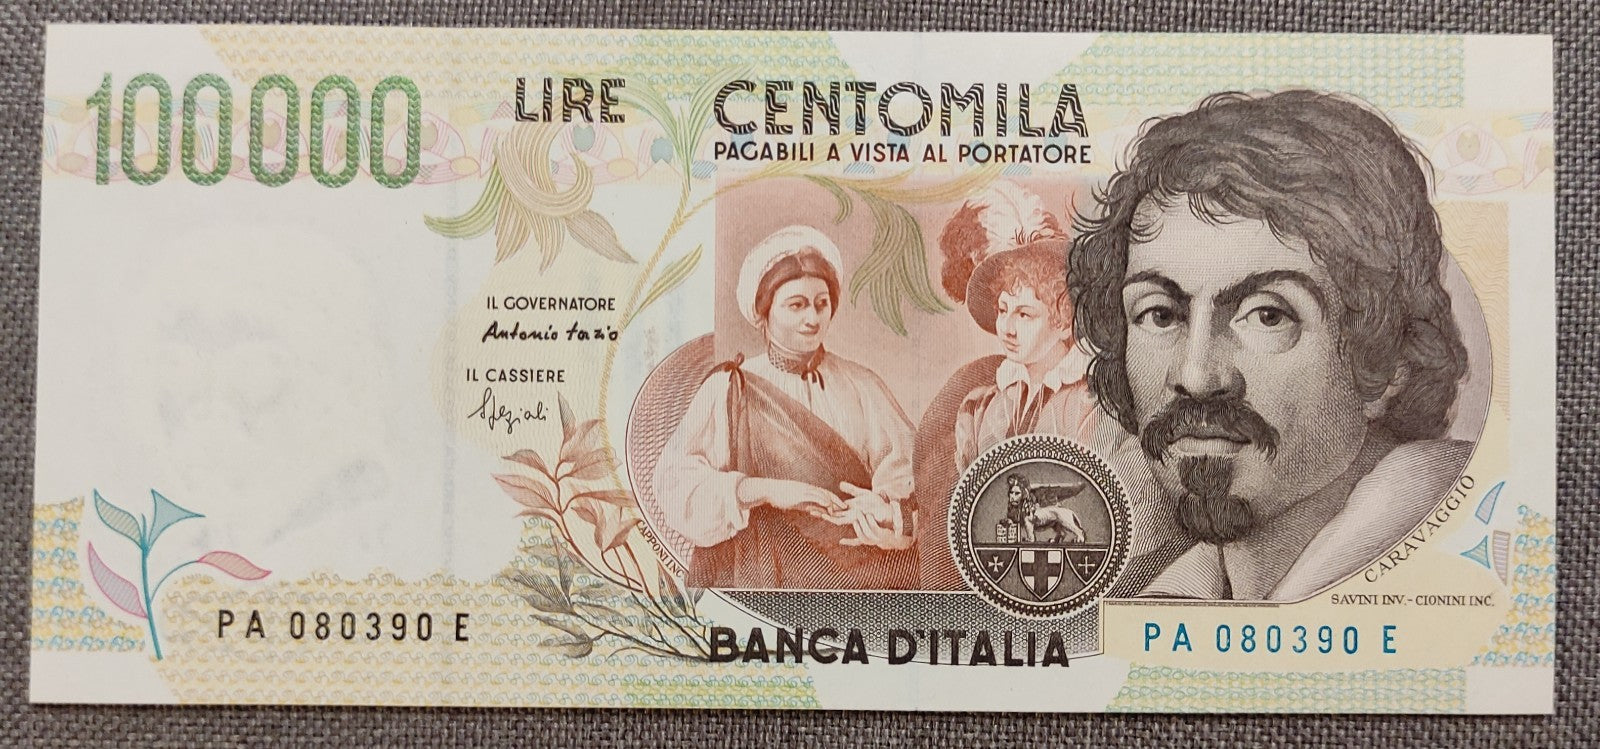 100000
LIRE CENTOMILA
PAGABILI A VISTA AL PORTATORE
IL GOVERNATORE
Antonio Fazio
IL CASSIERE
Speziali
CAPPONI INC.
CARAVAGGIO
SAVINI INV. - CIONINI INC.
PA 080390 E
BANCA D'ITALIA
PA 080390 E